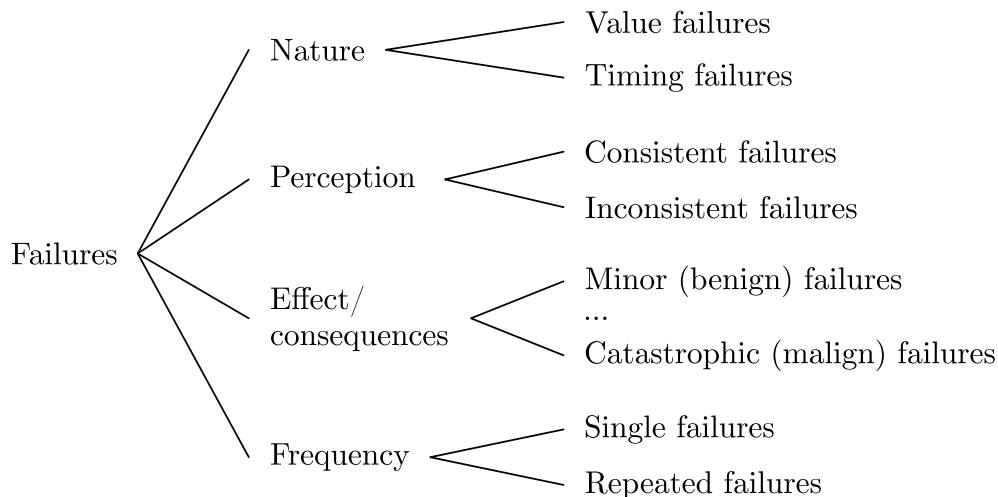 Failures
Nature
Value failures
Timing failures
Perception
Consistent failures
Inconsistent failures
Effect/
consequences
Minor (benign) failures
...
Catastrophic (malign) failures
Frequency
Single failures
Repeated failures